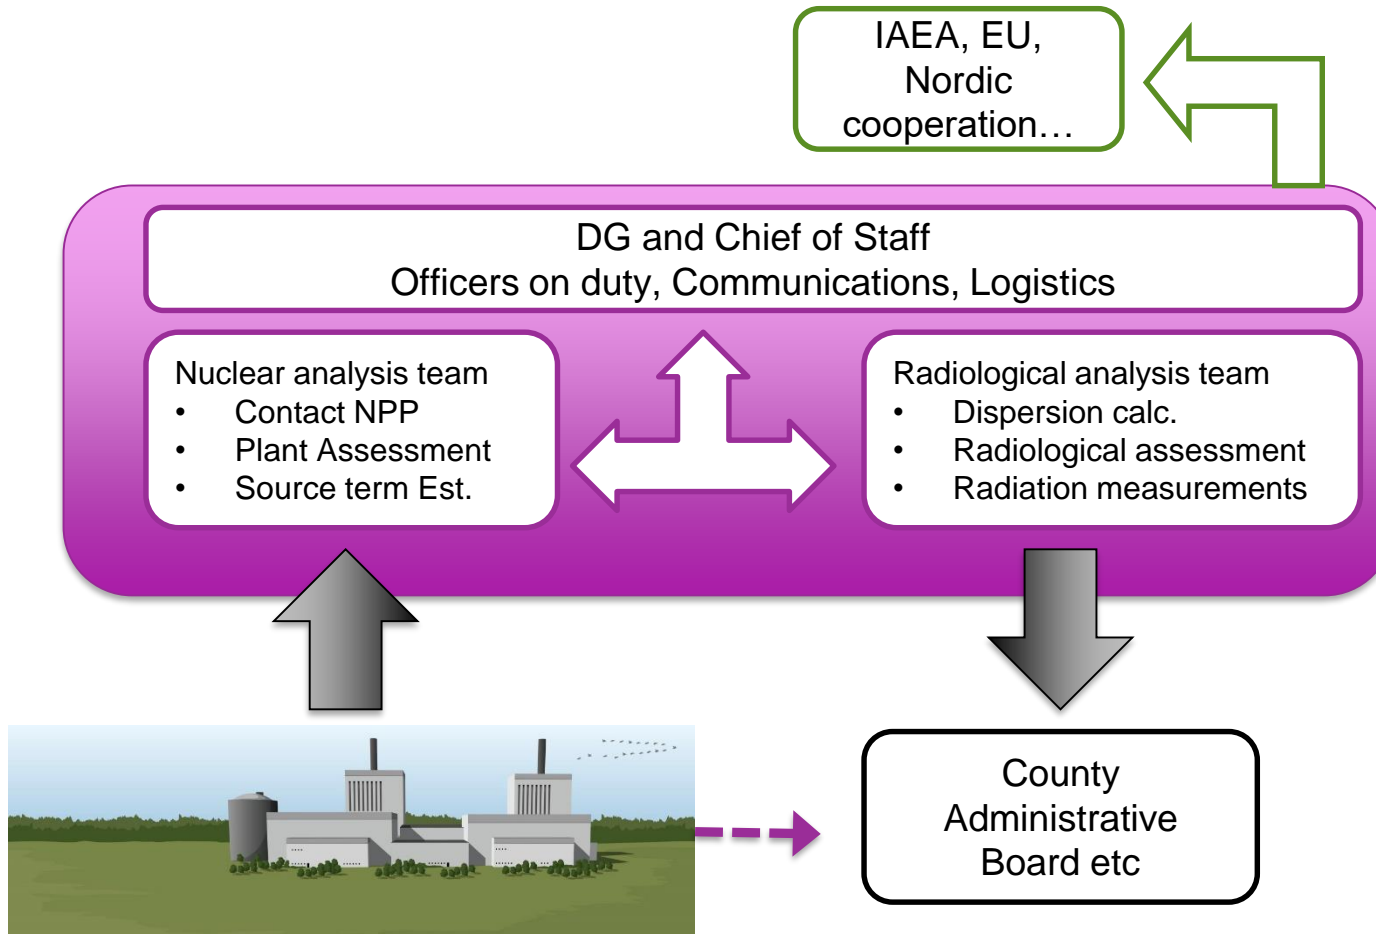 IAEA, EU,
Nordic
cooperation…
DG and Chief of Staff
Officers on duty, Communications, Logistics
Nuclear analysis team
• Contact NPP
• Plant Assessment
• Source term Est.
Radiological analysis team
• Dispersion calc.
• Radiological assessment
• Radiation measurements
County
Administrative
Board etc